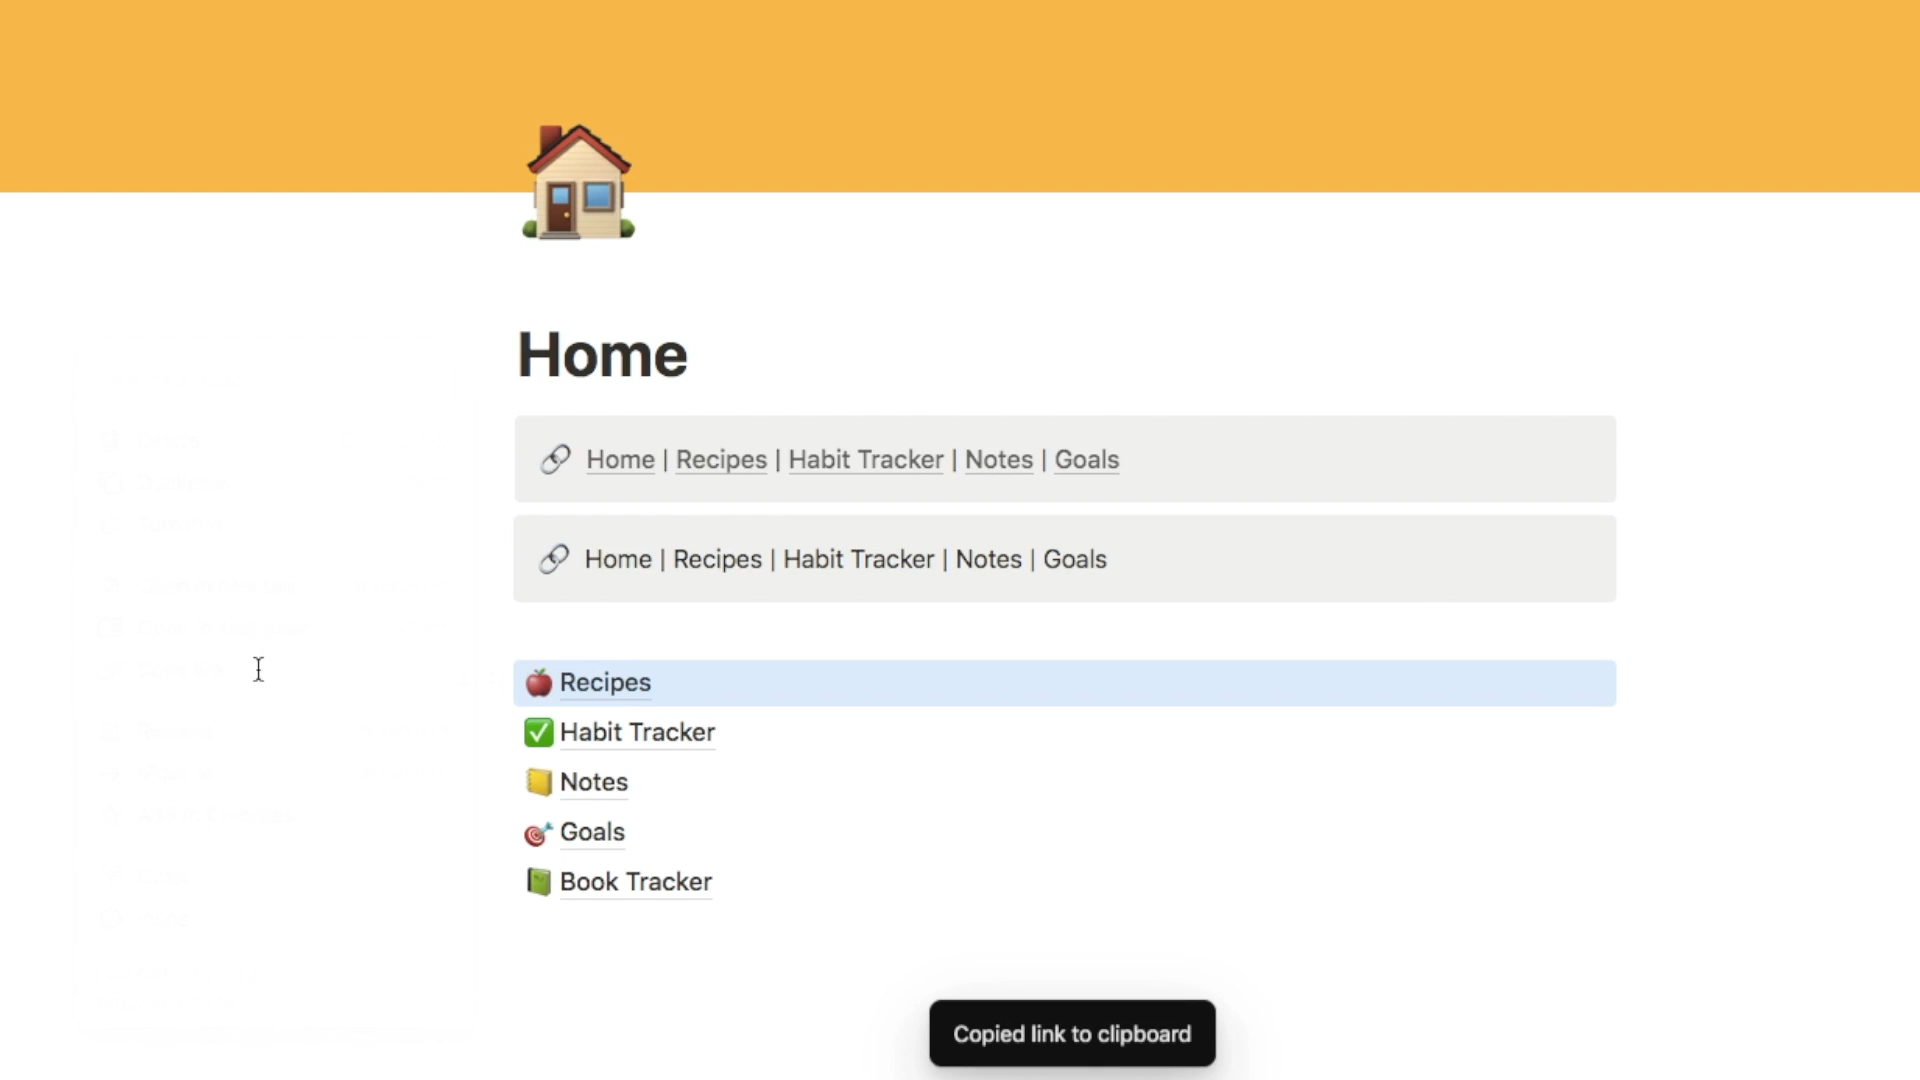 Home
Home | Recipes | Habit Tracker | Notes | Goals
Home | Recipes | Habit Tracker | Notes | Goals
Recipes
Habit Tracker
Notes
Goals
Book Tracker
Copied link to clipboard